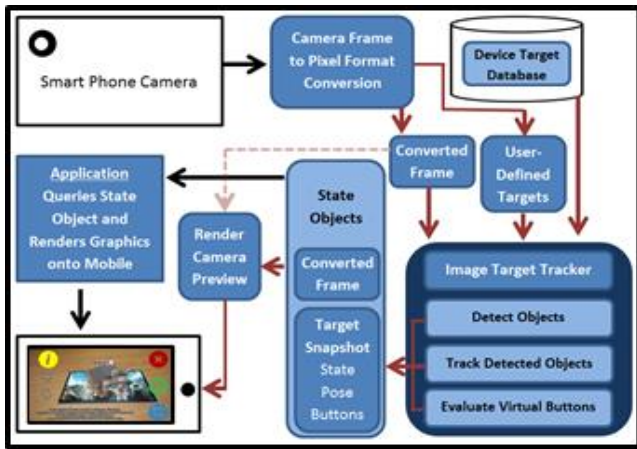 Smart Phone Camera
Camera Frame
to Pixel Format
Conversion
Device Target
Database
Converted
Frame
User-
Defined
Targets
Application
Queries State
Object and
Renders Graphics
onto Mobile
Render
Camera
Preview
State
Objects
Converted
Frame
Target
Snapshot
State
Pose
Buttons
Image Target Tracker
Detect Objects
Track Detected Objects
Evaluate Virtual Buttons
i